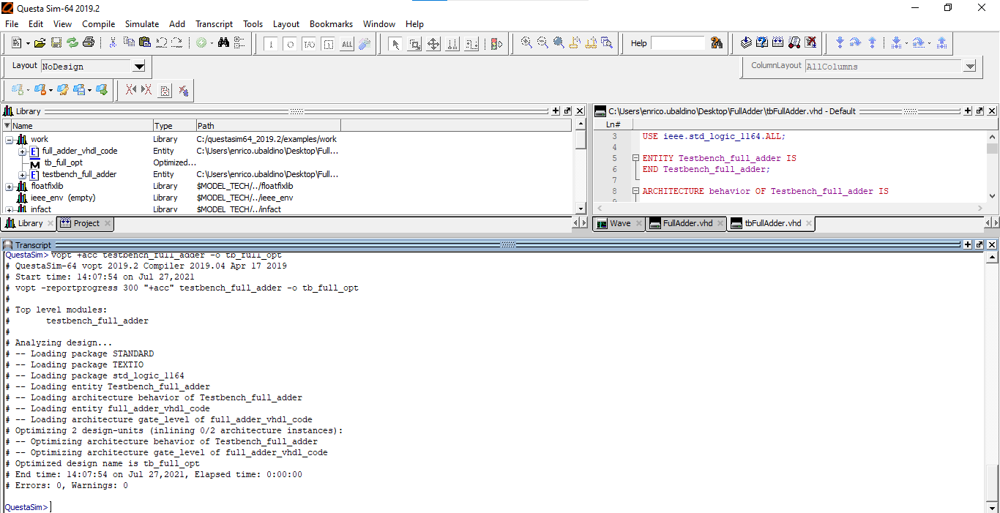 Questa Sim-64 2019.2
File Edit View Compile Simulate Add Transcript Tools Layout Bookmarks Window Help
Help
Layout NoDesign
ColumnLayout AllColumns
Library
Name Type Path
work Library C:/questasim64_2019.2/examples/work
full_adder_vhdl_code Entity C:\Users\enrico.ubaldino\Desktop\Full...
tb_full_opt Optimized...
testbench_full_adder Entity C:\Users\enrico.ubaldino\Desktop\Full...
floatfixlib Library $MODEL_TECH/../floatfixlib
ieee_env (empty) Library $MODEL_TECH/../ieee_env
infact Library $MODEL_TECH/../infact
Library Project
C:\Users\enrico.ubaldino\Desktop\FullAdder\tbFullAdder.vhd - Default
Ln#
3 USE ieee.std_logic_1164.ALL;
4
5 ENTITY Testbench_full_adder IS
6 END Testbench_full_adder;
7
8 ARCHITECTURE behavior OF Testbench_full_adder IS
9
Wave FullAdder.vhd tbFullAdder.vhd
Transcript
QuestaSim> vopt +acc testbench_full_adder -o tb_full_opt
# QuestaSim-64 vopt 2019.2 Compiler 2019.04 Apr 17 2019
# Start time: 14:07:54 on Jul 27,2021
# vopt -reportprogress 300 "+acc" testbench_full_adder -o tb_full_opt
#
# Top level modules:
# testbench_full_adder
#
# Analyzing design...
# -- Loading package STANDARD
# -- Loading package TEXTIO
# -- Loading package std_logic_1164
# -- Loading entity Testbench_full_adder
# -- Loading architecture behavior of Testbench_full_adder
# -- Loading entity full_adder_vhdl_code
# -- Loading architecture gate_level of full_adder_vhdl_code
# Optimizing 2 design-units (inlining 0/2 architecture instances):
# -- Optimizing architecture behavior of Testbench_full_adder
# -- Optimizing architecture gate_level of full_adder_vhdl_code
# Optimized design name is tb_full_opt
# End time: 14:07:54 on Jul 27,2021, Elapsed time: 0:00:00
# Errors: 0, Warnings: 0
QuestaSim>